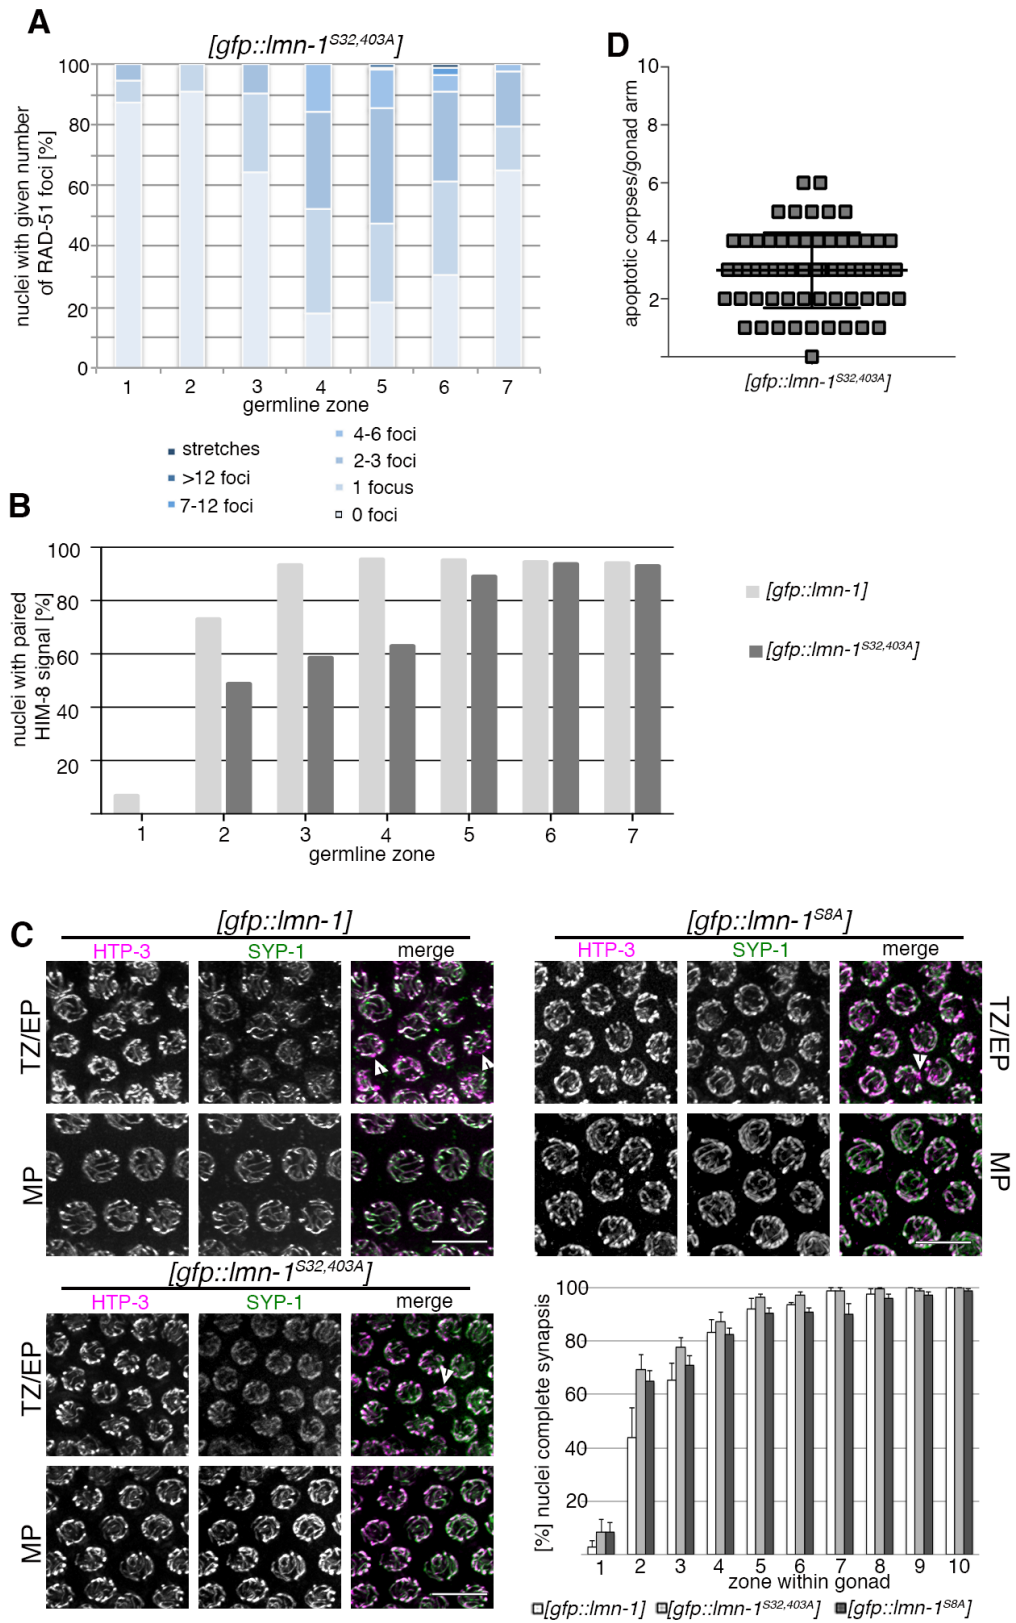 A
[gfp::lmn-1S32,403A]
nuclei with given number
of RAD-51 foci [%]
100
80
60
40
20
0
1 2 3 4 5 6 7
germline zone
stretches
>12 foci
7-12 foci
4-6 foci
2-3 foci
1 focus
0 foci
D
apoptotic corpses/gonad arm
10
8
6
4
2
[gfp::lmn-1S32,403A]
B
nuclei with paired
HIM-8 signal [%]
100
80
60
40
20
1 2 3 4 5 6 7
germline zone
[gfp::lmn-1]
[gfp::lmn-1S32,403A]
C
[gfp::lmn-1]
HTP-3 SYP-1 merge
TZ/EP
MP
[gfp::lmn-1S8A]
HTP-3 SYP-1 merge
TZ/EP
MP
[gfp::lmn-1S32,403A]
HTP-3 SYP-1 merge
TZ/EP
MP
[%] nuclei complete synapsis
100
80
60
40
20
1 2 3 4 5 6 7 8 9 10
zone within gonad
[gfp::lmn-1] [gfp::lmn-1S32,403A] [gfp::lmn-1S8A]